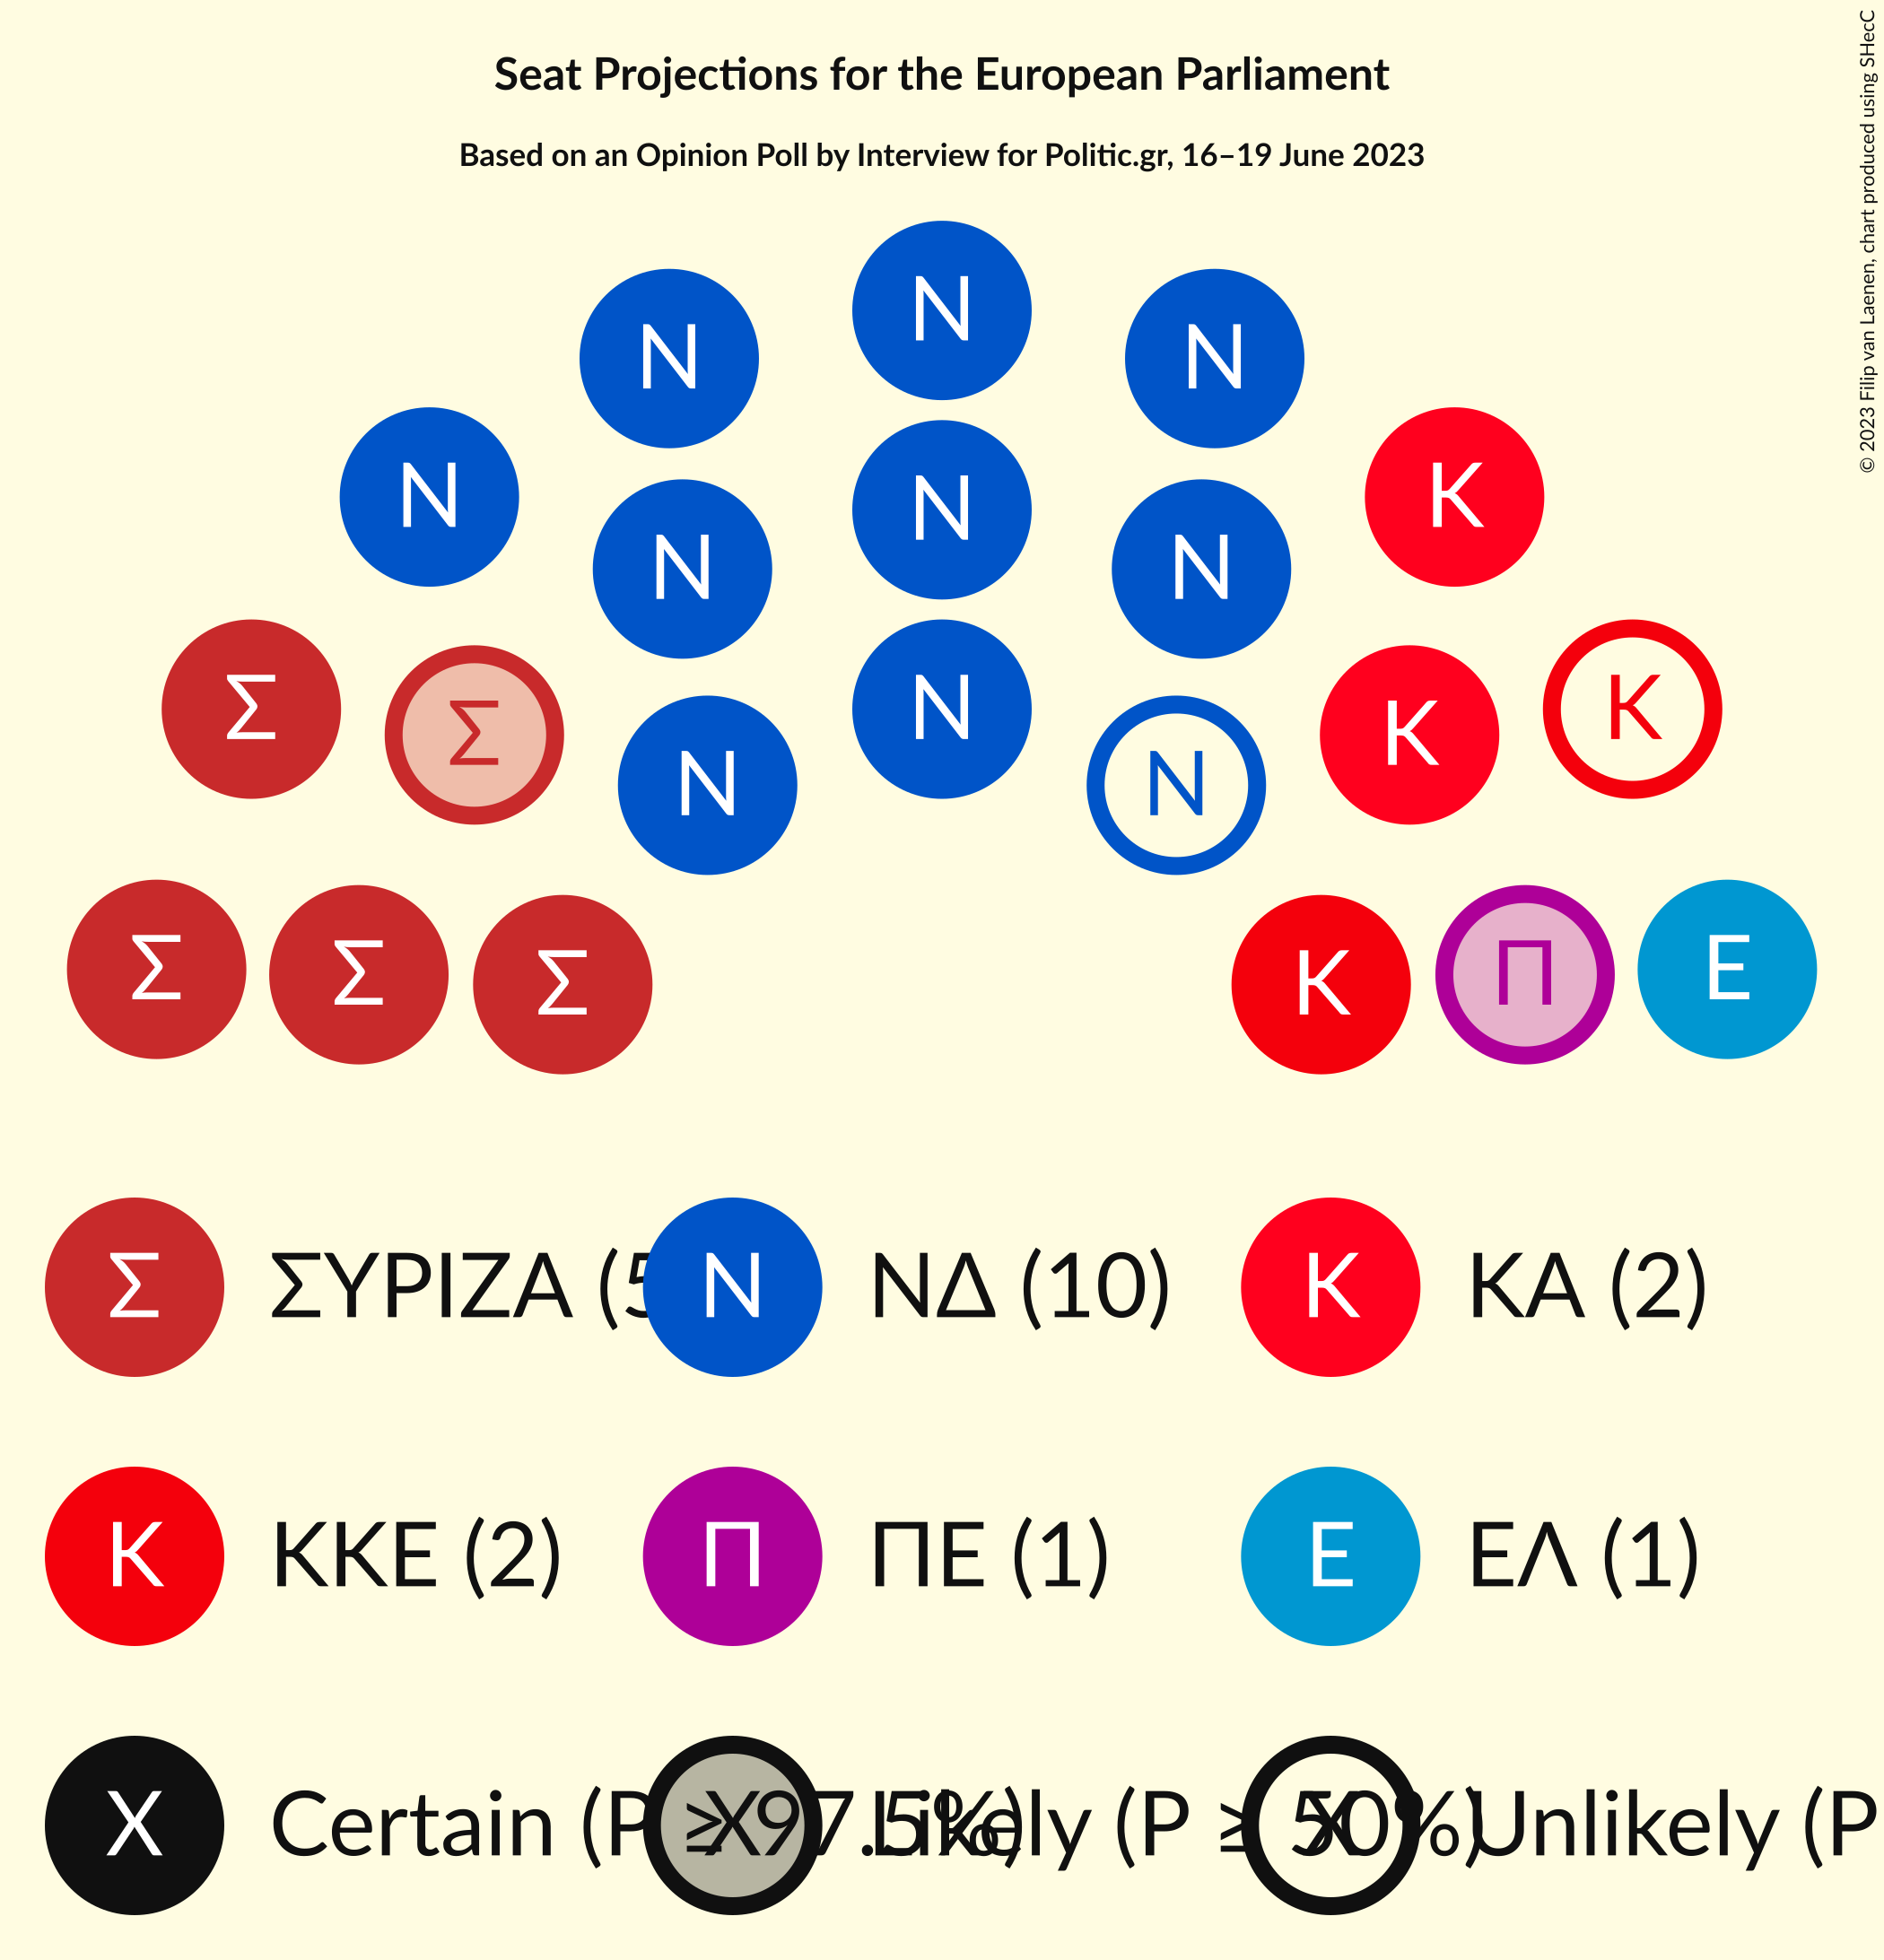 Seat Projections for the European Parliament
Based on an Opinion Poll by Interview for Politic.gr, 16–19 June 2023
© 2023 Filip van Laenen, chart produced using SHecC
Ν
Ν Ν
Ν Ν Κ
Ν Ν
Σ Σ Ν Κ Κ
Ν Ν
Σ Σ Σ Κ Π Ε
Σ ΣΥΡΙΖΑ (5 Ν ΝΔ (10) Κ ΚΑ (2)
Κ ΚΚΕ (2) Π ΠΕ (1) Ε ΕΛ (1)
X Certain (P ≥ 97.5%) X Likely (P ≥ 50%) X Unlikely (P